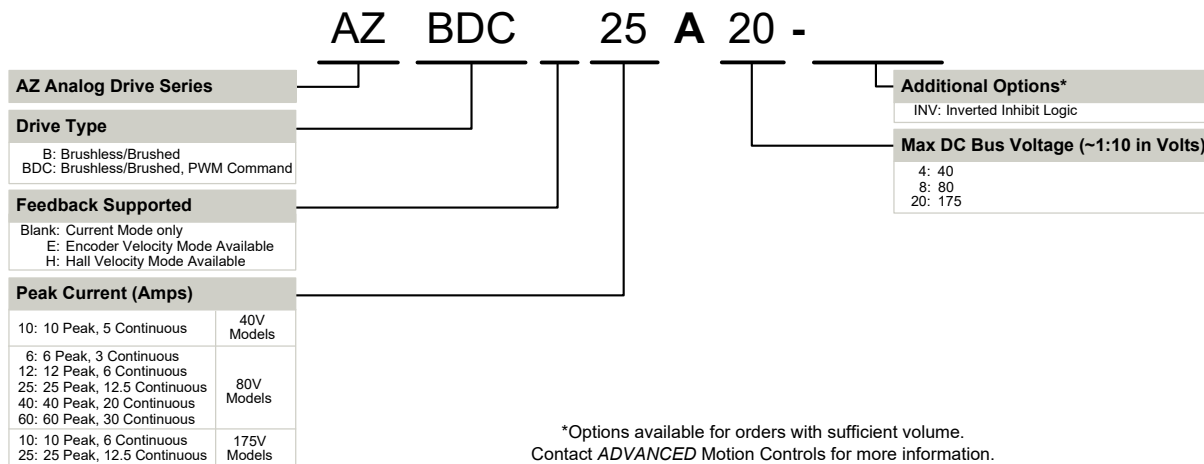 AZ BDC 25 A 20 -
AZ Analog Drive Series
Drive Type
B: Brushless/Brushed
BDC: Brushless/Brushed, PWM Command
Feedback Supported
Blank: Current Mode only
E: Encoder Velocity Mode Available
H: Hall Velocity Mode Available
Peak Current (Amps)
10: 10 Peak, 5 Continuous
40V
Models
6: 6 Peak, 3 Continuous
12: 12 Peak, 6 Continuous
25: 25 Peak, 12.5 Continuous
40: 40 Peak, 20 Continuous
60: 60 Peak, 30 Continuous
80V
Models
10: 10 Peak, 6 Continuous
25: 25 Peak, 12.5 Continuous
175V
Models
Additional Options*
INV: Inverted Inhibit Logic
Max DC Bus Voltage (~1:10 in Volts)
4: 40
8: 80
20: 175
*Options available for orders with sufficient volume.
Contact ADVANCED Motion Controls for more information.